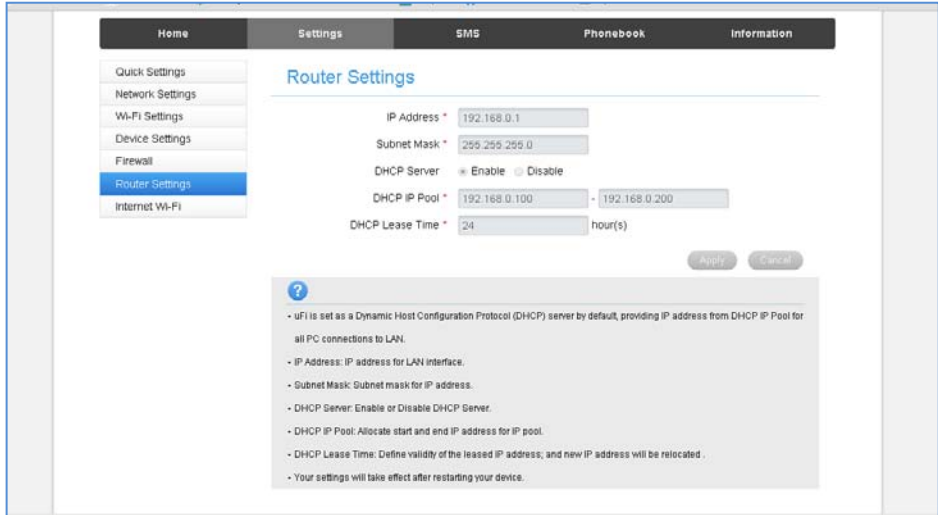 Home Settings SMS Phonebook Information
Quick Settings
Network Settings
Wi-Fi Settings
Device Settings
Firewall
Router Settings
Internet Wi-Fi
Router Settings
IP Address * 192.168.0.1
Subnet Mask * 255.255.255.0
DHCP Server Enable Disable
DHCP IP Pool * 192.168.0.100 - 192.168.0.200
DHCP Lease Time * 24 hour(s)
Apply Cancel
?
• uFi is set as a Dynamic Host Configuration Protocol (DHCP) server by default, providing IP address from DHCP IP Pool for
all PC connections to LAN.
• IP Address: IP address for LAN interface.
• Subnet Mask: Subnet mask for IP address.
• DHCP Server: Enable or Disable DHCP Server.
• DHCP IP Pool: Allocate start and end IP address for IP pool.
• DHCP Lease Time: Define validity of the leased IP address; and new IP address will be relocated .
• Your settings will take effect after restarting your device.